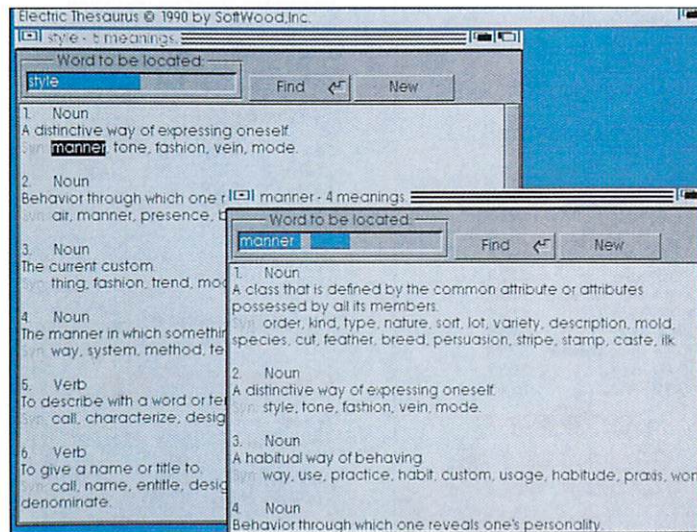 Electric Thesaurus © 1990 by SoftWood,Inc.
style - 6 meanings.
Word to be located:
style
Find
New
1. Noun
A distinctive way of expressing oneself.
Syn: manner, tone, fashion, vein, mode.
2. Noun
Behavior through which one r
Syn: air, manner, presence, b
3. Noun
The current custom.
Syn: thing, fashion, trend, mod
4. Noun
The manner in which somethin
Syn: way, system, method, te
5. Verb
To describe with a word or te
Syn: call, characterize, desig
6. Verb
To give a name or title to.
Syn: call, name, entitle, desig
denominate.
manner - 4 meanings.
Word to be located:
manner
Find
New
1. Noun
A class that is defined by the common attribute or attributes
possessed by all its members.
Syn: order, kind, type, nature, sort, lot, variety, description, mold,
species, cut, feather, breed, persuasion, stripe, stamp, caste, ilk.
2. Noun
A distinctive way of expressing oneself.
Syn: style, tone, fashion, vein, mode.
3. Noun
A habitual way of behaving.
Syn: way, use, practice, habit, custom, usage, habitude, praxis, wor
4. Noun
Behavior through which one reveals one's personality.